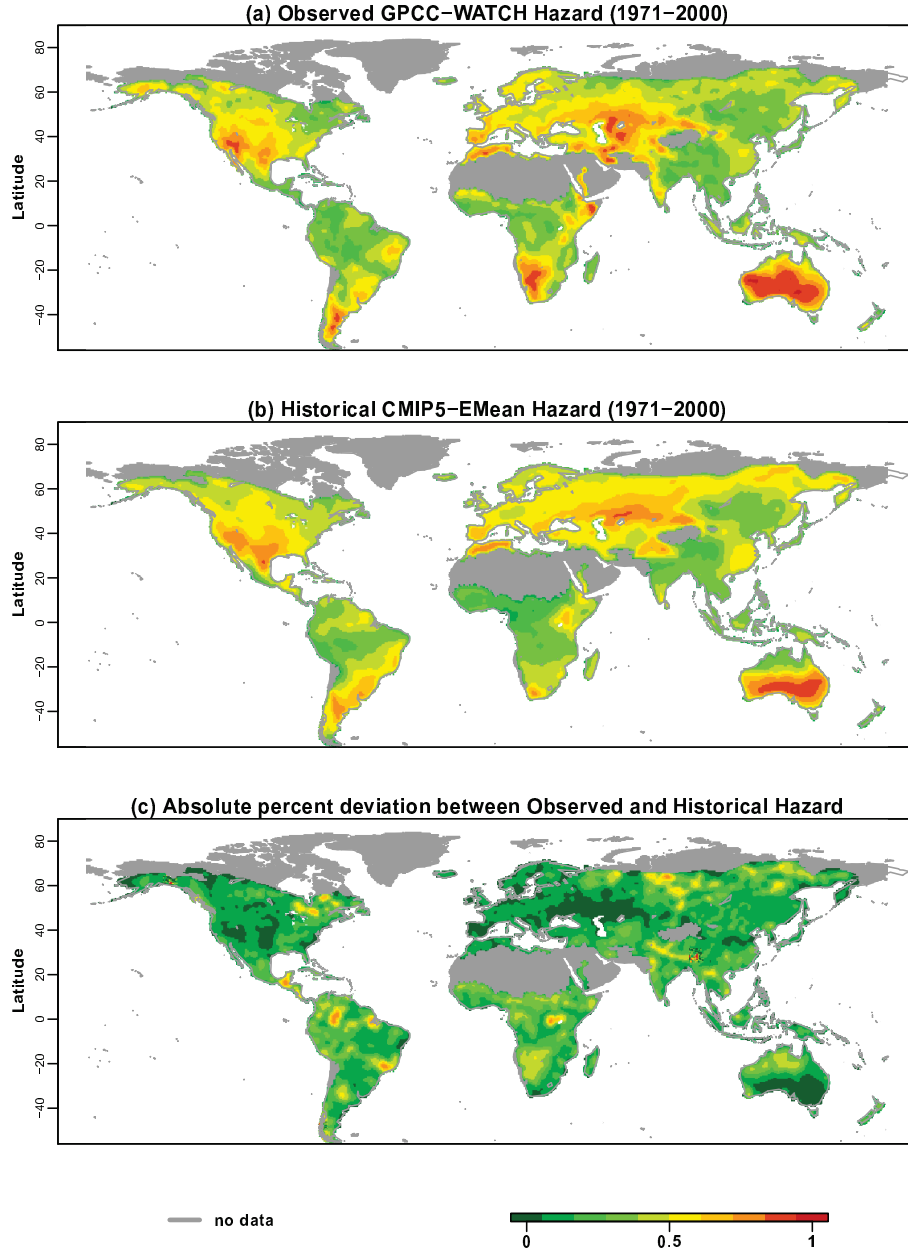 (a) Observed GPCC−WATCH Hazard (1971−2000)
80
60
40
20
0
−20
−40
Latitude
(b) Historical CMIP5−EMean Hazard (1971−2000)
80
60
40
20
0
−20
−40
Latitude
(c) Absolute percent deviation between Observed and Historical Hazard
80
60
40
20
0
−20
−40
Latitude
no data
0 0.5 1